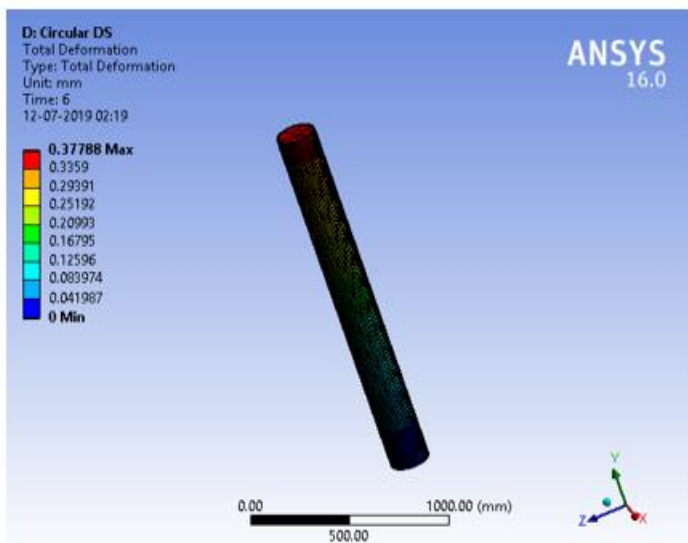 D: Circular DS
Total Deformation
Type: Total Deformation
Unit: mm
Time: 6
12-07-2019 02:19
ANSYS
16.0
0.37788 Max
0.3359
0.29391
0.25192
0.20993
0.16795
0.12596
0.083974
0.041987
0 Min
0.00
1000.00 (mm)
500.00
Y
Z
X